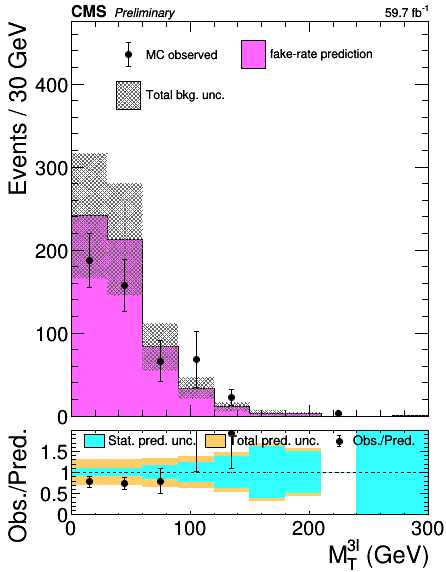 CMS Preliminary 59.7 fb⁻¹
MC observed
fake-rate prediction
Total bkg. unc.
Events / 30 GeV
400
300
200
100
0
Stat. pred. unc.
Total pred. unc.
Obs./Pred.
Obs./Pred.
2
1.5
1
0.5
0
0 100 200 300
M_T^{3l} (GeV)